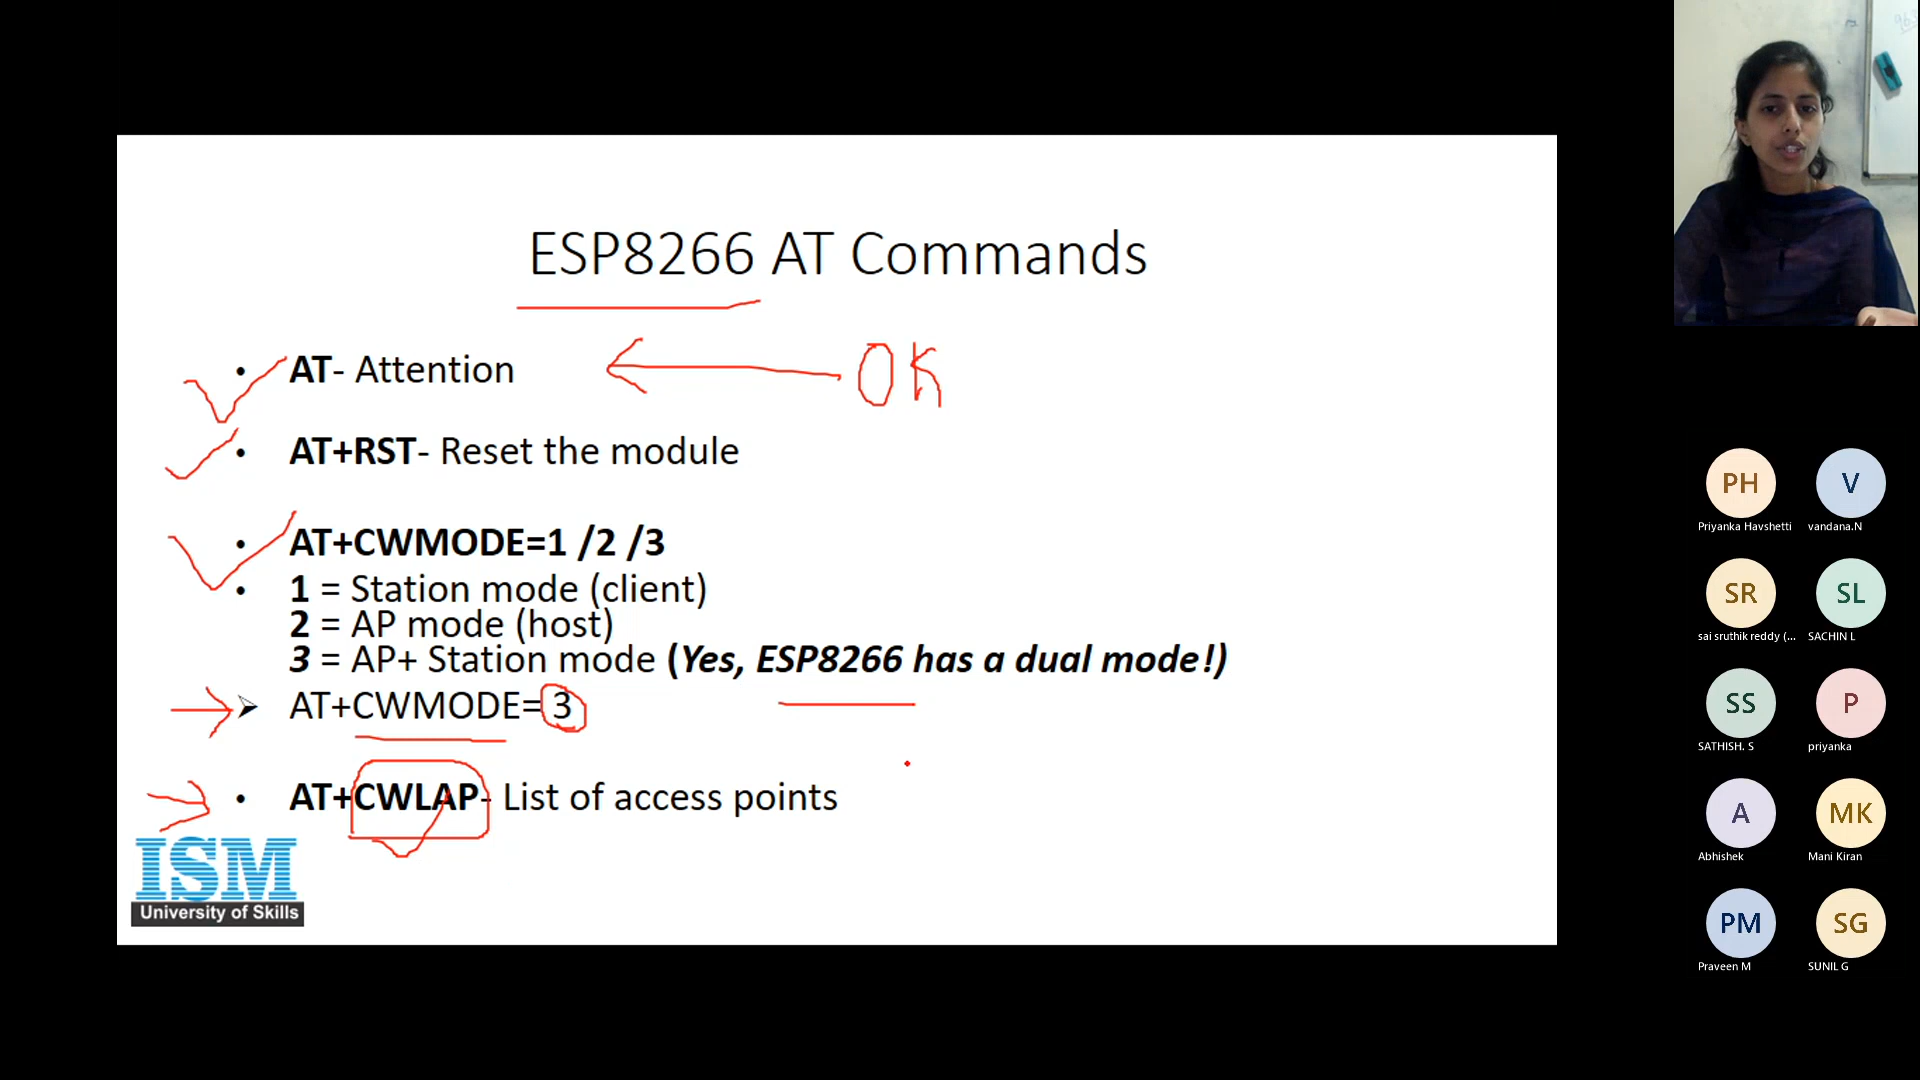 ESP8266 AT Commands
• AT- Attention
OK
• AT+RST- Reset the module
• AT+CWMODE=1 /2 /3
• 1 = Station mode (client)
2 = AP mode (host)
3 = AP+ Station mode (Yes, ESP8266 has a dual mode!)
➢ AT+CWMODE= 3
• AT+CWLAP- List of access points
ISM
University of Skills
PH
Priyanka Havshetti
V
vandana.N
SR
sai sruthik reddy (...
SL
SACHIN L
SS
SATHISH. S
P
priyanka
A
Abhishek
MK
Mani Kiran
PM
Praveen M
SG
SUNIL G